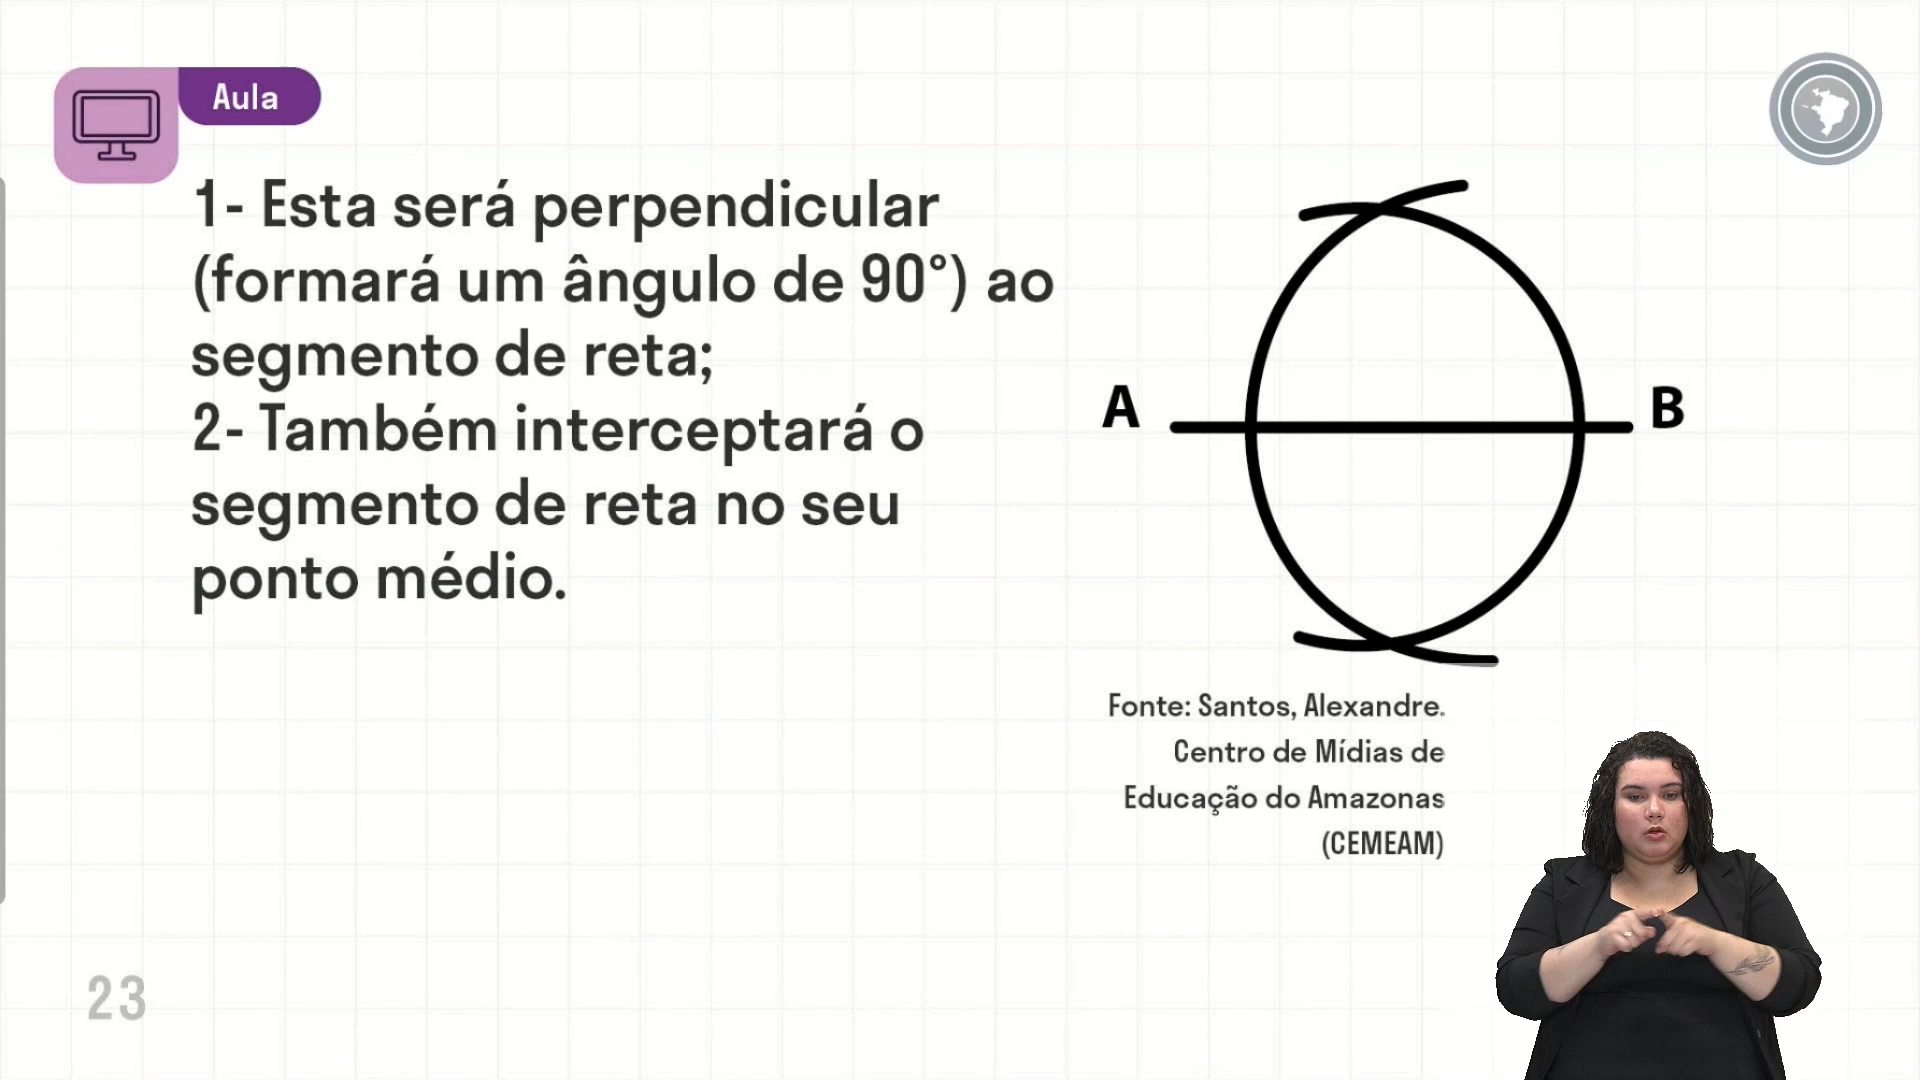 Aula
1- Esta será perpendicular
(formará um ângulo de 90°) ao
segmento de reta;
2- Também interceptará o
segmento de reta no seu
ponto médio.
A
B
Fonte: Santos, Alexandre.
Centro de Mídias de
Educação do Amazonas
(CEMEAM)
23